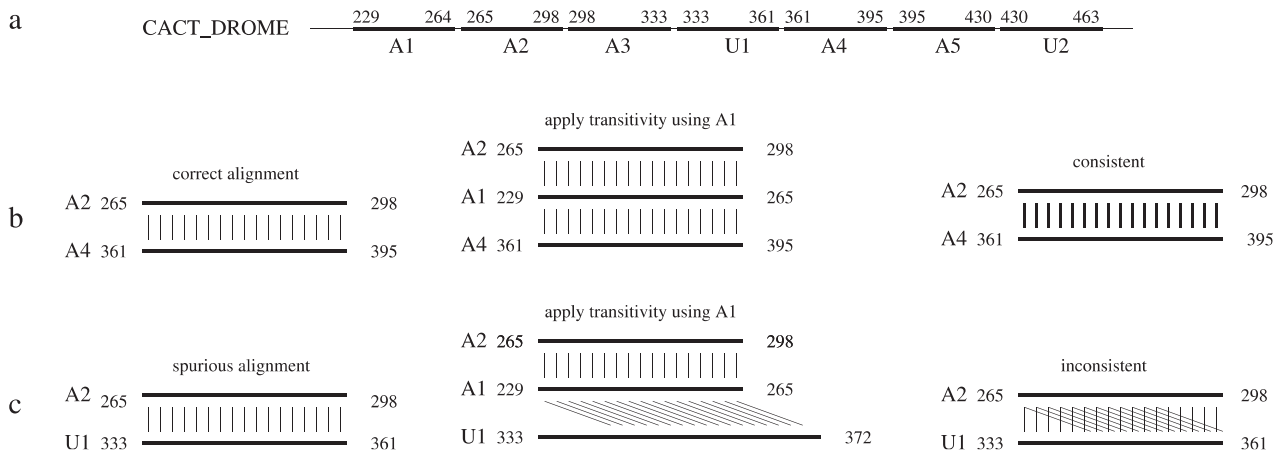 a
229 264 265 298 298 333 333 361 361 395 395 430 430 463
CACT_DROME
A1 A2 A3 U1 A4 A5 U2
b
correct alignment
A2 265 298
A4 361 395
apply transitivity using A1
A2 265 298
A1 229 265
A4 361 395
consistent
A2 265 298
A4 361 395
c
spurious alignment
A2 265 298
U1 333 361
apply transitivity using A1
A2 265 298
A1 229 265
U1 333 372
inconsistent
A2 265 298
U1 333 361